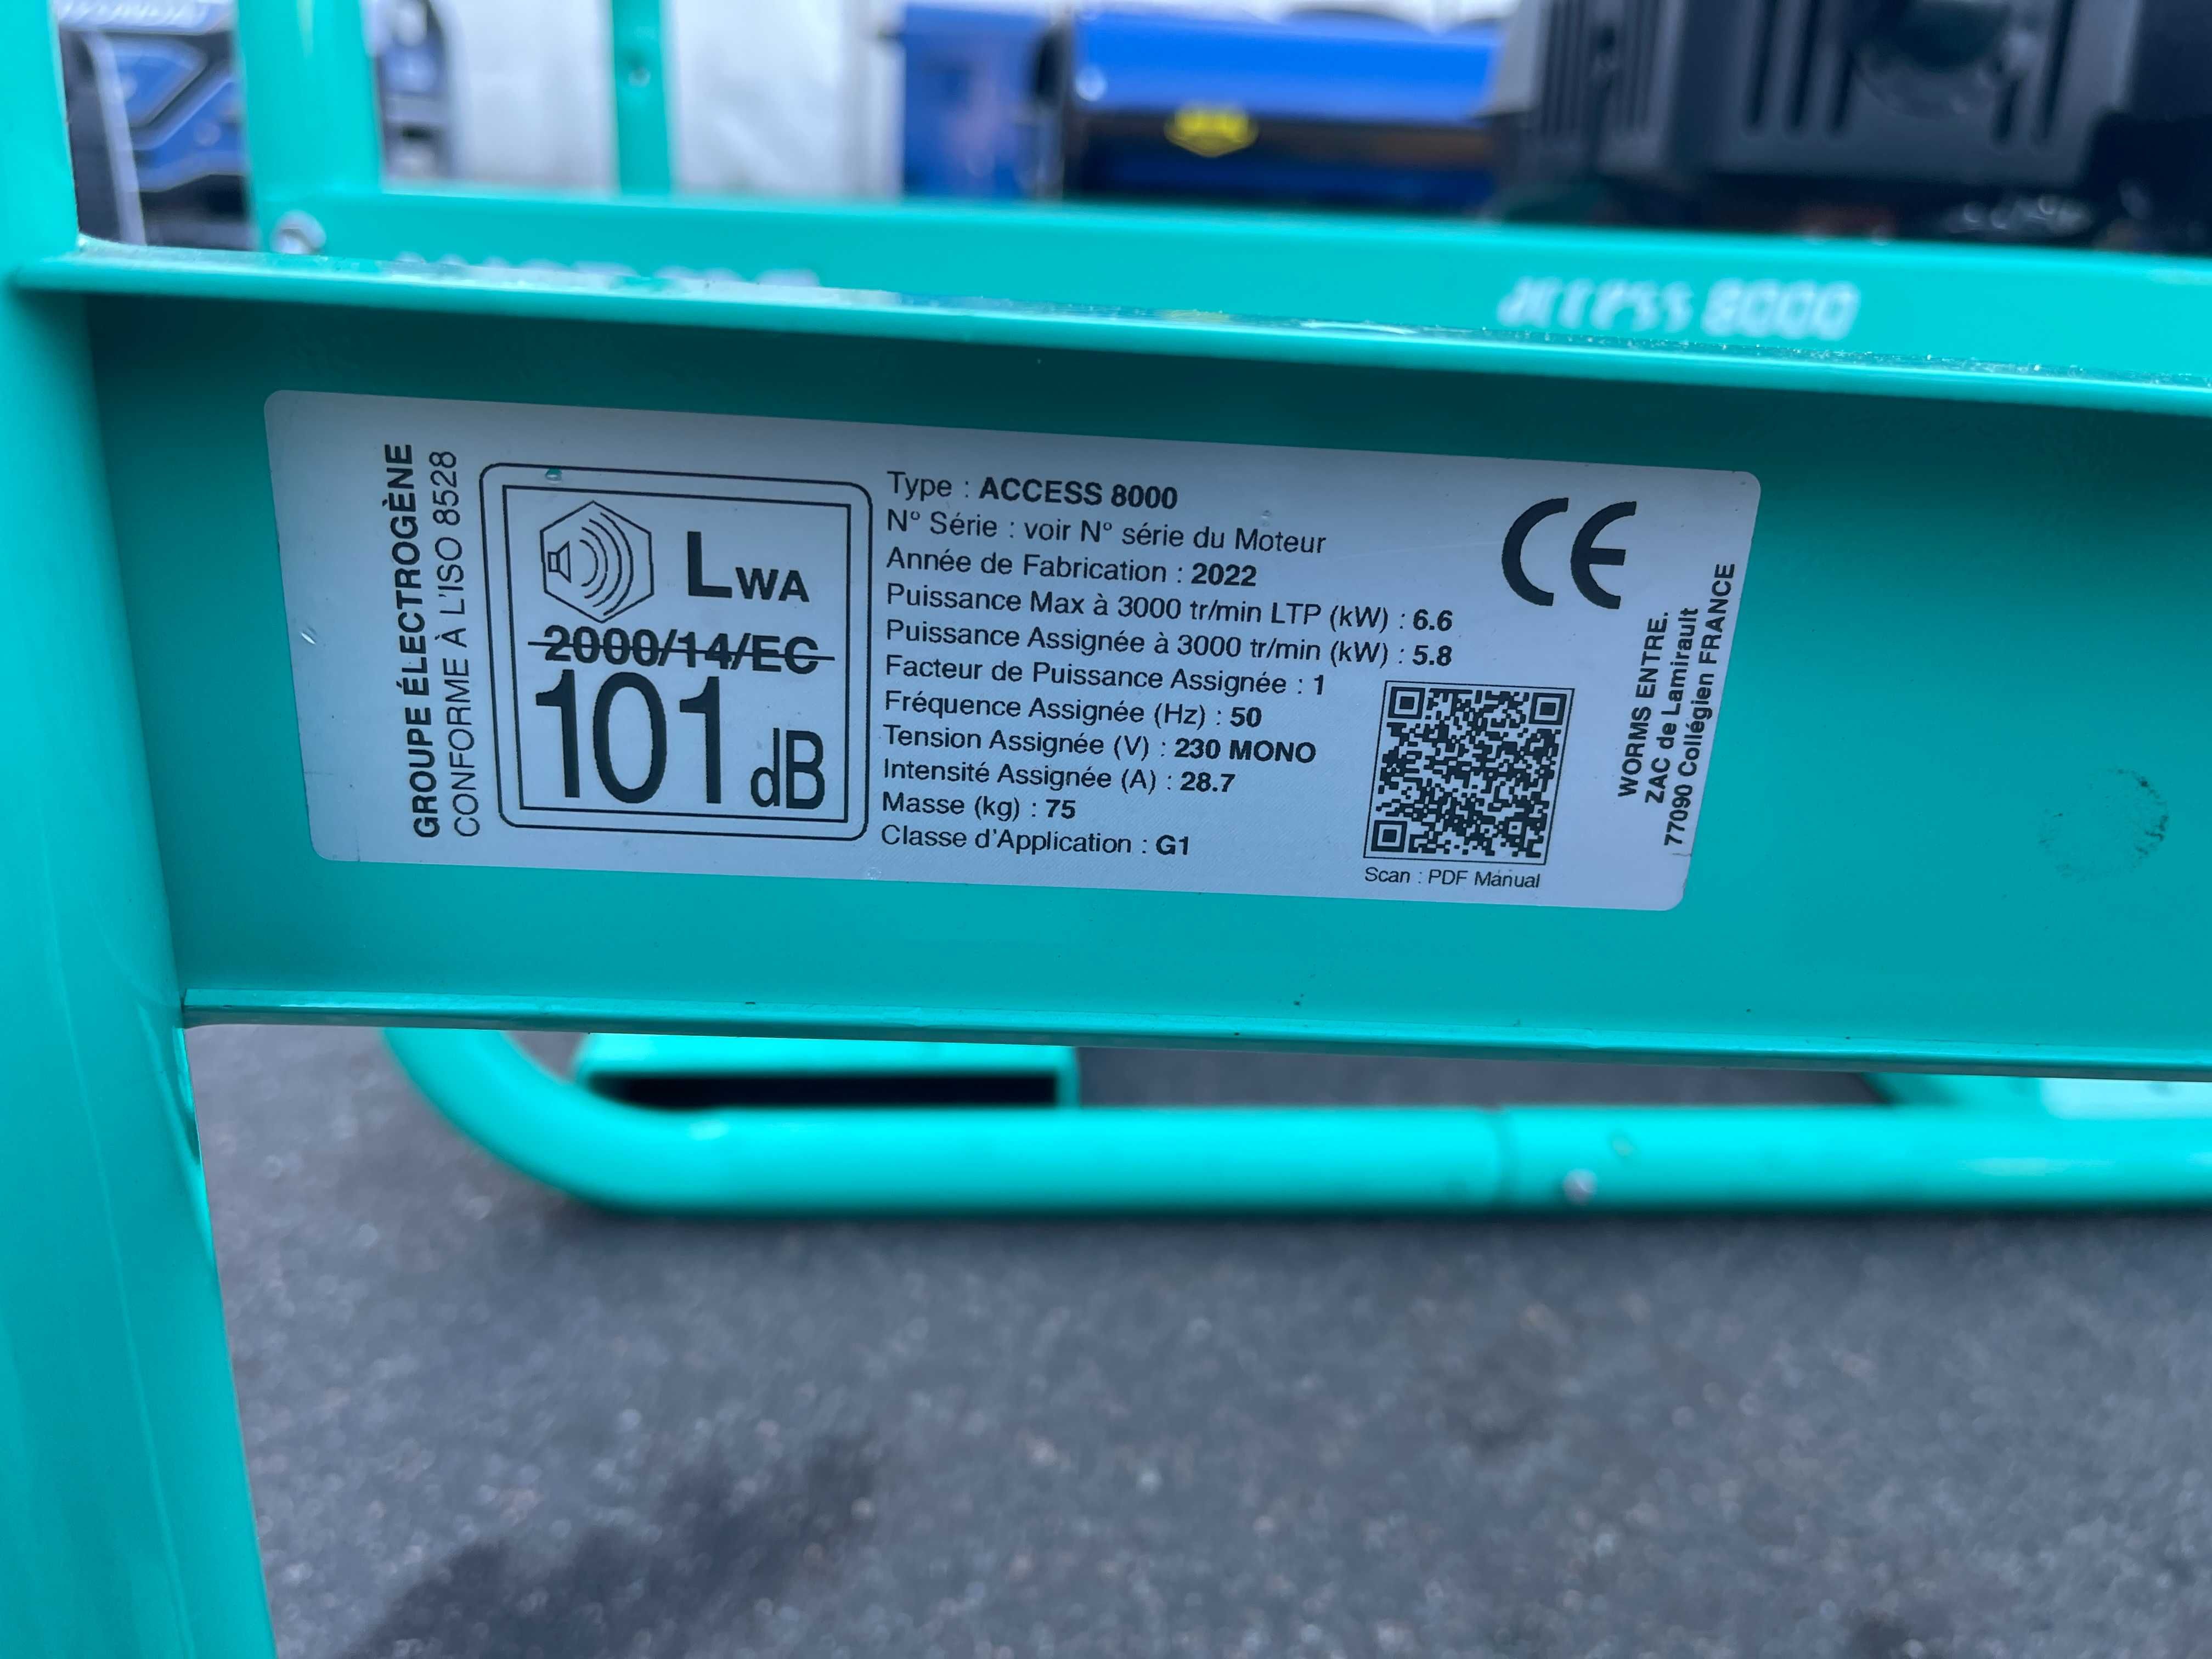 access 8000
GROUPE ÉLECTROGÈNE
CONFORME À L'ISO 8528
LWA
2000/14/EC
101 dB
Type : ACCESS 8000
N° Série : voir N° série du Moteur
Année de Fabrication : 2022
Puissance Max à 3000 tr/min LTP (kW) : 6.6
Puissance Assignée à 3000 tr/min (kW) : 5.8
Facteur de Puissance Assignée : 1
Fréquence Assignée (Hz) : 50
Tension Assignée (V) : 230 MONO
Intensité Assignée (A) : 28.7
Masse (kg) : 75
Classe d'Application : G1
CE
Scan : PDF Manual
WORMS ENTRE.
ZAC de Lamirault
77090 Collégien FRANCE